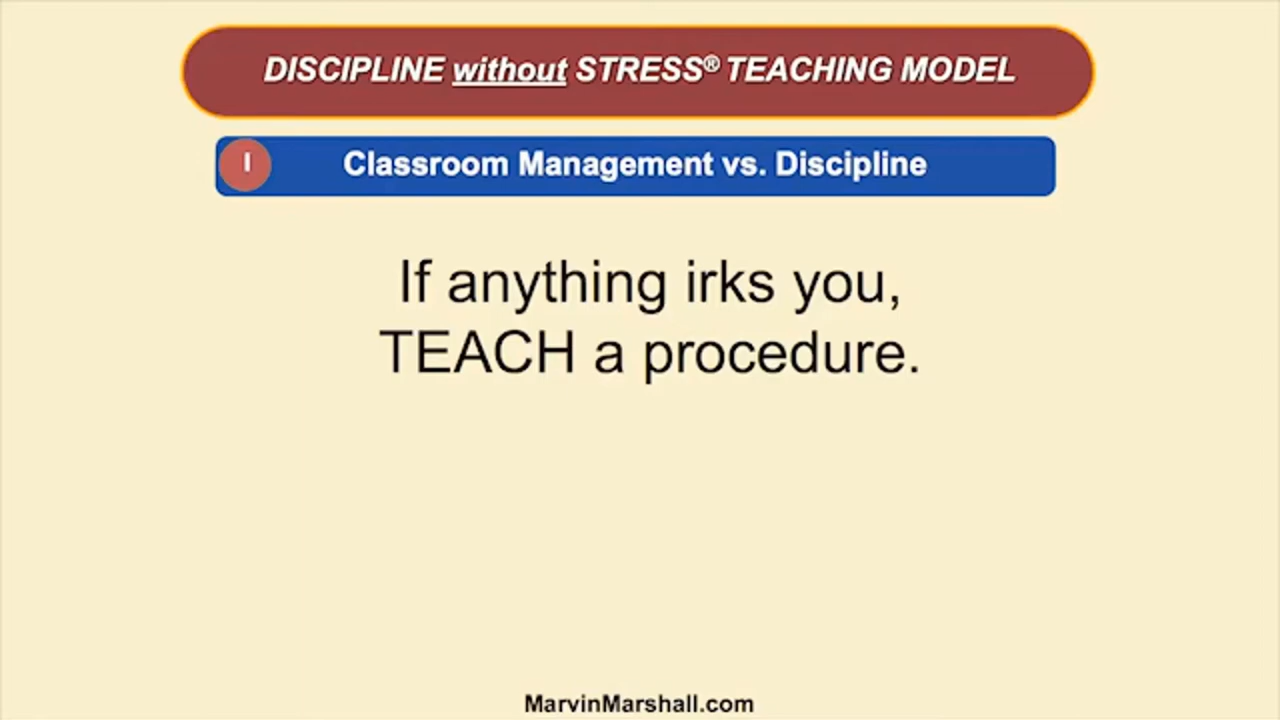 DISCIPLINE without STRESS® TEACHING MODEL
I Classroom Management vs. Discipline
If anything irks you,
TEACH a procedure.
MarvinMarshall.com